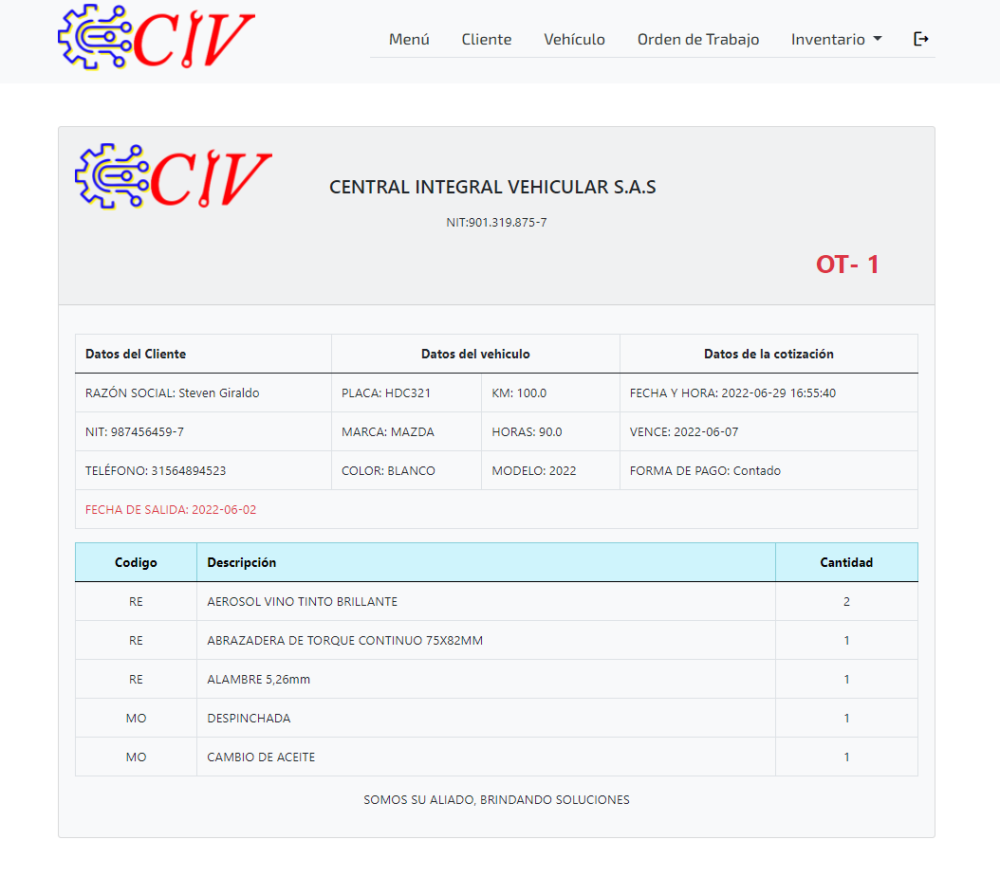 CIV
Menú Cliente Vehículo Orden de Trabajo Inventario
CIV
CENTRAL INTEGRAL VEHICULAR S.A.S
NIT:901.319.875-7
OT- 1
Datos del Cliente Datos del vehiculo Datos de la cotización
RAZÓN SOCIAL: Steven Giraldo PLACA: HDC321 KM: 100.0 FECHA Y HORA: 2022-06-29 16:55:40
NIT: 987456459-7 MARCA: MAZDA HORAS: 90.0 VENCE: 2022-06-07
TELÉFONO: 31564894523 COLOR: BLANCO MODELO: 2022 FORMA DE PAGO: Contado
FECHA DE SALIDA: 2022-06-02
Codigo Descripción Cantidad
RE AEROSOL VINO TINTO BRILLANTE 2
RE ABRAZADERA DE TORQUE CONTINUO 75X82MM 1
RE ALAMBRE 5,26mm 1
MO DESPINCHADA 1
MO CAMBIO DE ACEITE 1
SOMOS SU ALIADO, BRINDANDO SOLUCIONES